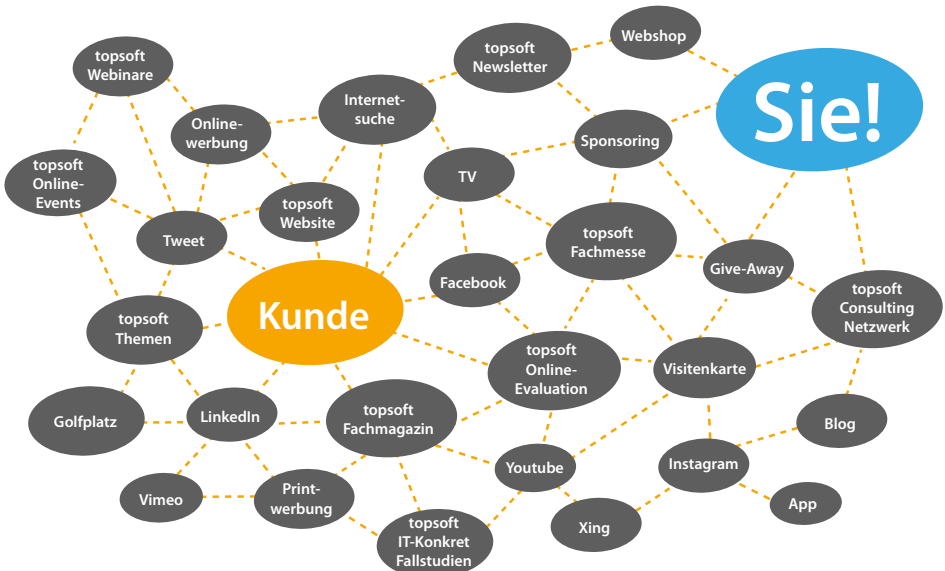 Webshop
topsoft
Newsletter
topsoft
Webinare
Sie!
Internet-
suche
Online-
werbung
Sponsoring
topsoft
Online-
Events
TV
topsoft
Website
Tweet
topsoft
Fachmesse
Give-Away
Facebook
topsoft
Consulting
Netzwerk
Kunde
topsoft
Themen
topsoft
Online-
Evaluation
Visitenkarte
Golfplatz
LinkedIn
topsoft
Fachmagazin
Blog
Youtube
Instagram
Vimeo
Print-
werbung
App
Xing
topsoft
IT-Konkret
Fallstudien